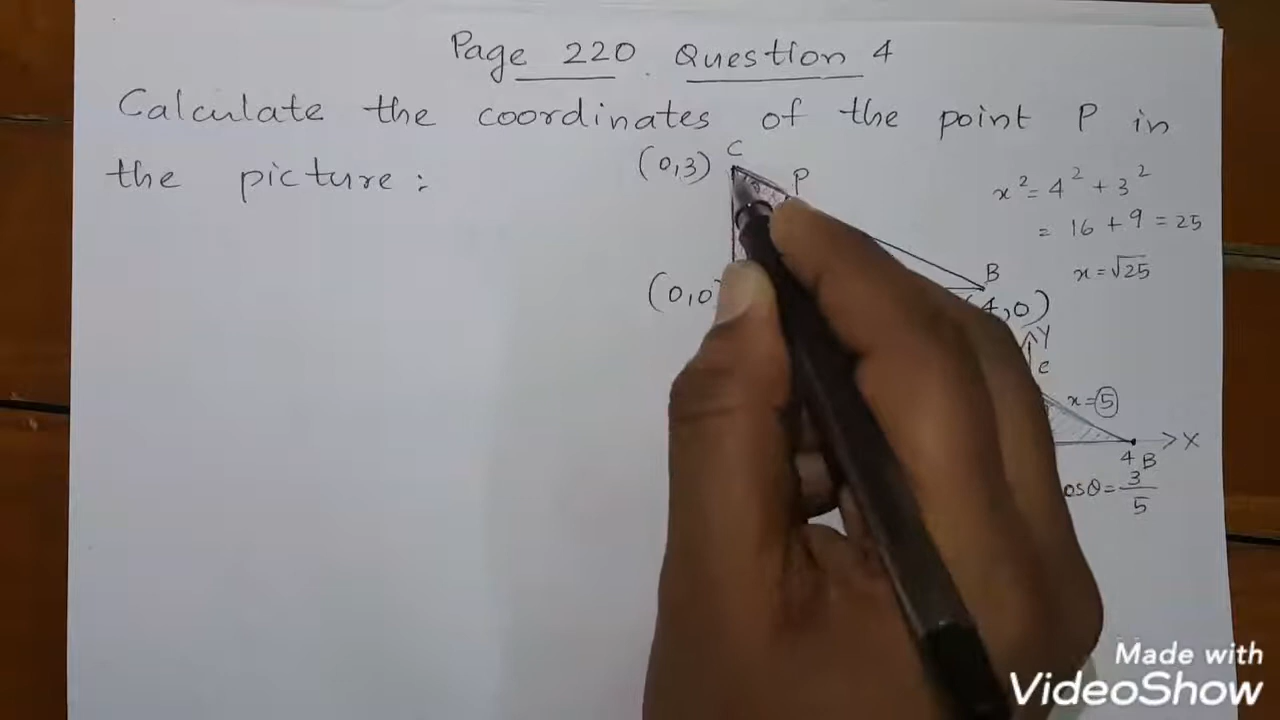 Page 220 Question 4
Calculate the coordinates of the point P in
the picture:
C
(0,3)
P
x² = 4² + 3²
= 16 + 9 = 25
x = √25
B
(0,0
4,0)
Y
c
x = 5
X
4 B
osθ = 3/5
Made with
VideoShow